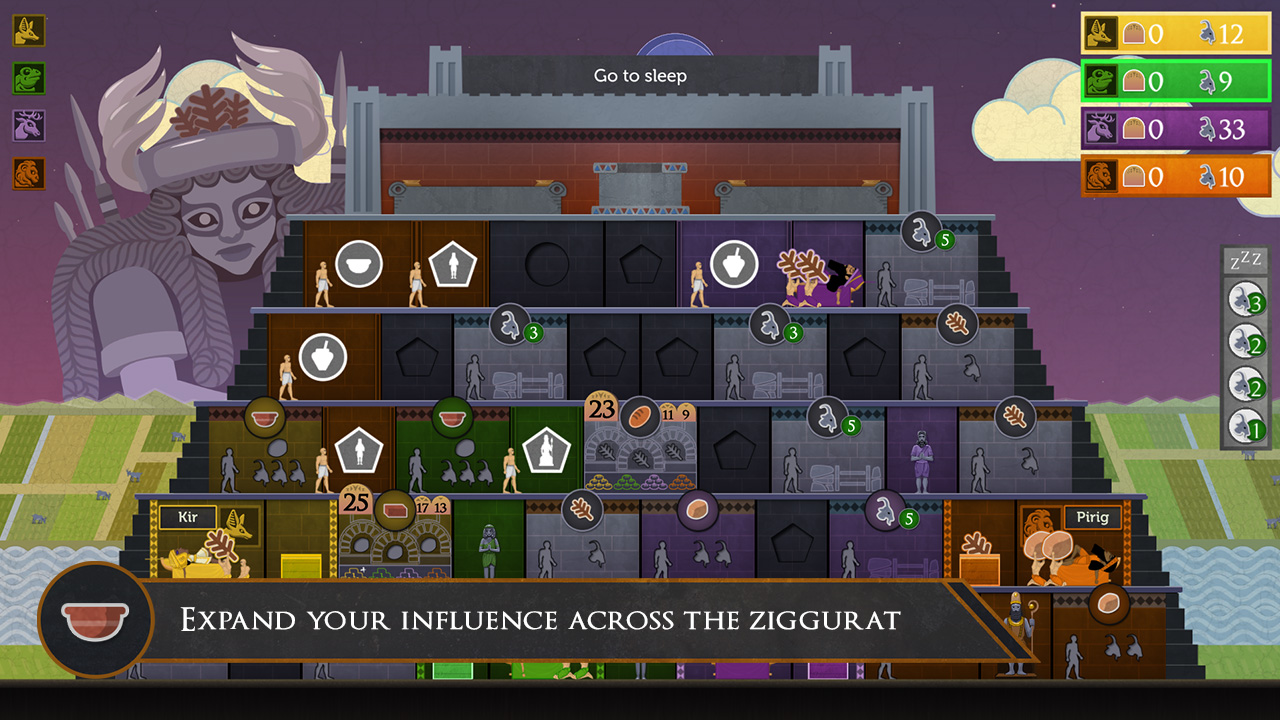 Go to sleep
0 12
0 9
0 33
0 10
5
zZZ
3
3 3
2
2
1
23 11 9
5
25 17 13
5
Kir
Pirig
EXPAND YOUR INFLUENCE ACROSS THE ZIGGURAT